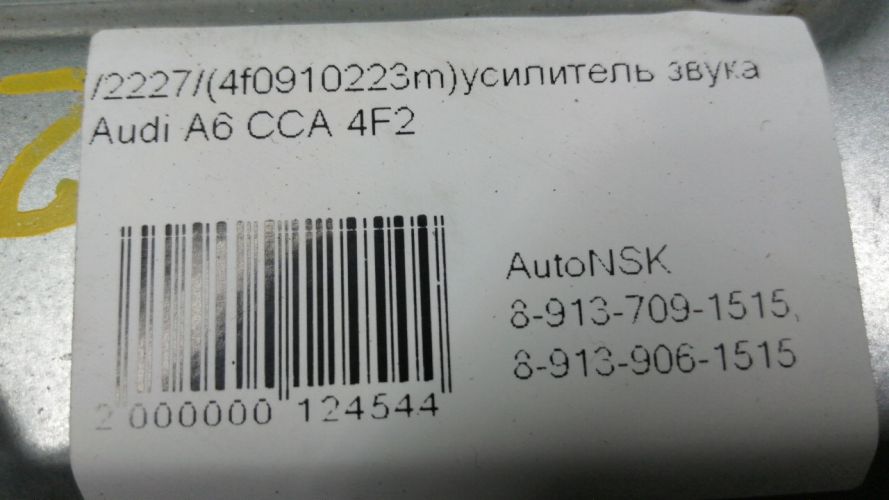 /2227/(4f0910223m)усилитель звука
Audi A6 CCA 4F2
AutoNSK
8-913-709-1515,
8-913-906-1515
2 000000 124544